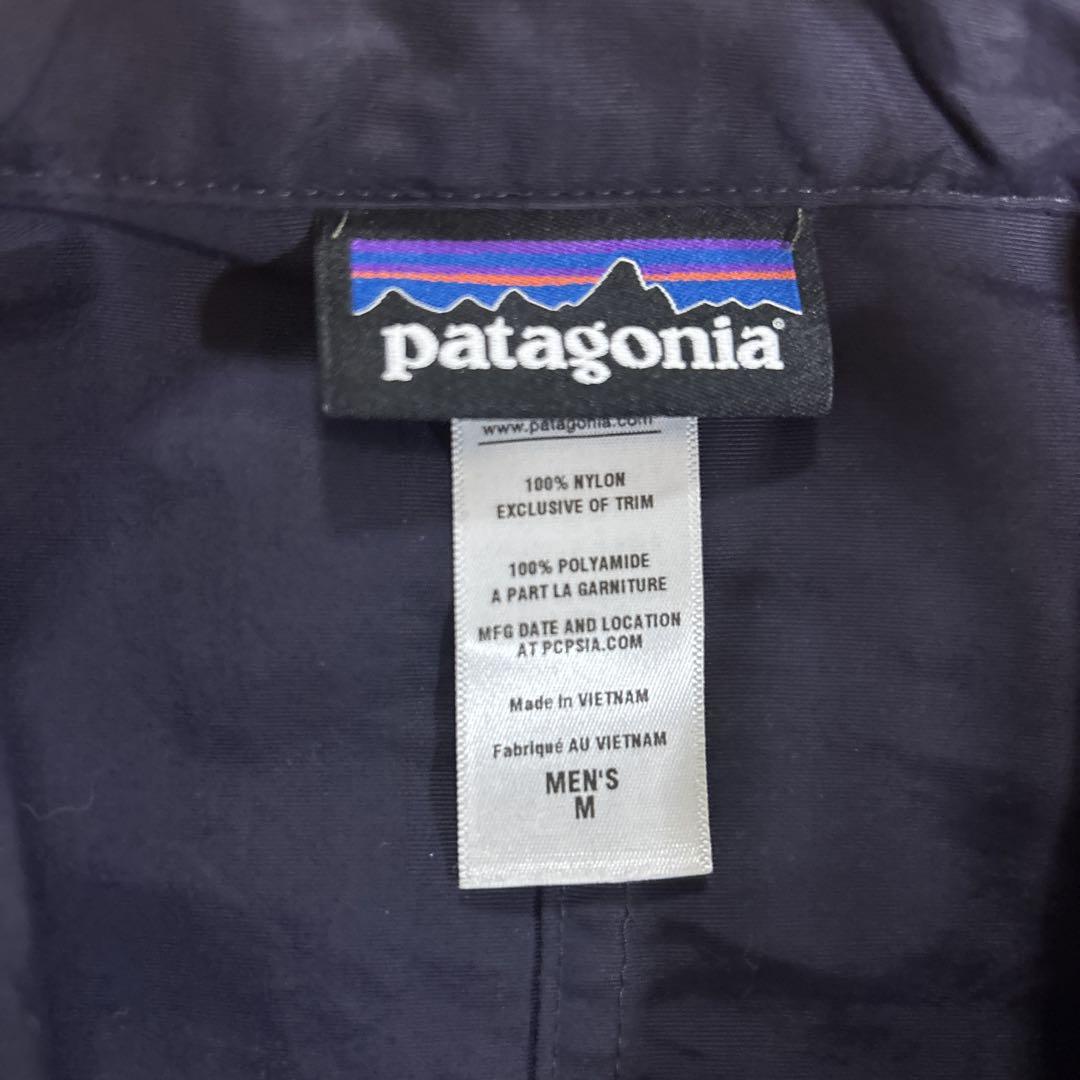 patagonia®
www.patagonia.com
100% NYLON
EXCLUSIVE OF TRIM
100% POLYAMIDE
A PART LA GARNITURE
MFG DATE AND LOCATION
AT PCPSIA.COM
Made In VIETNAM
Fabriqué AU VIETNAM
MEN'S
M